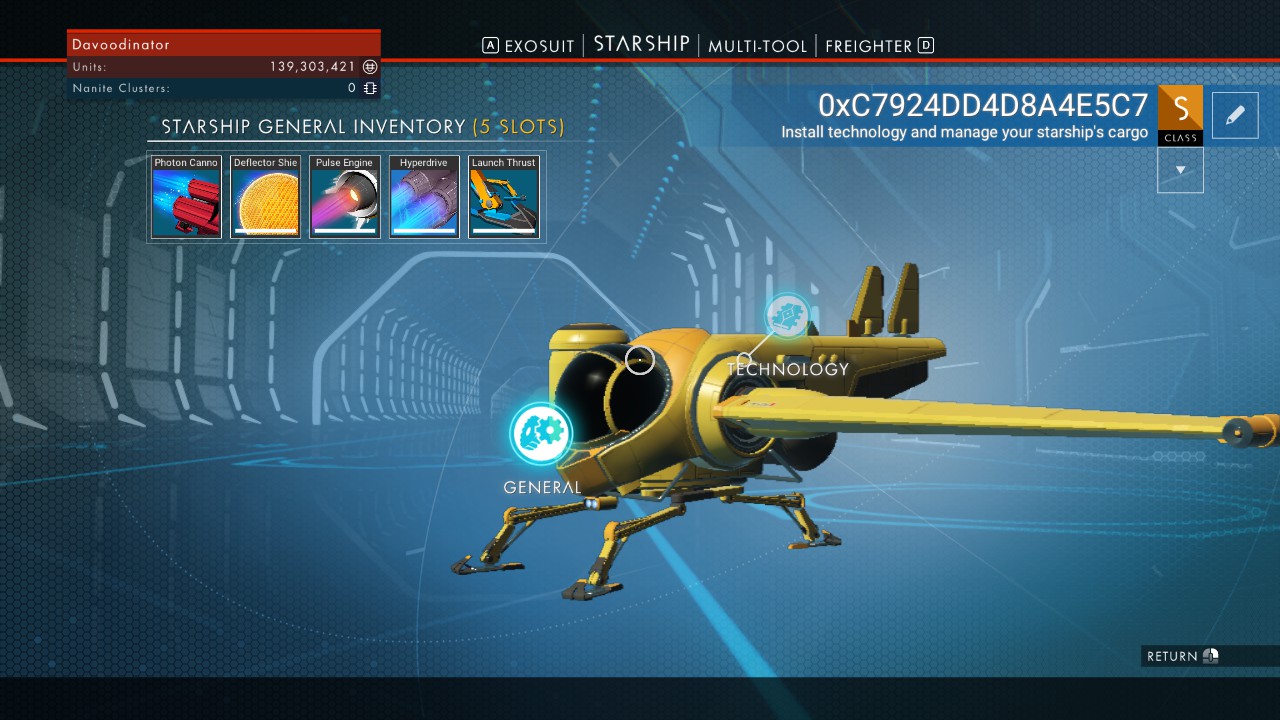 Davoodinator
Units: 139,303,421
Nanite Clusters: 0
A EXOSUIT STARSHIP MULTI-TOOL FREIGHTER D
0xC7924DD4D8A4E5C7
Install technology and manage your starship's cargo
S
CLASS
STARSHIP GENERAL INVENTORY (5 SLOTS)
Photon Canno Deflector Shie Pulse Engine Hyperdrive Launch Thrust
TECHNOLOGY
GENERAL
RETURN